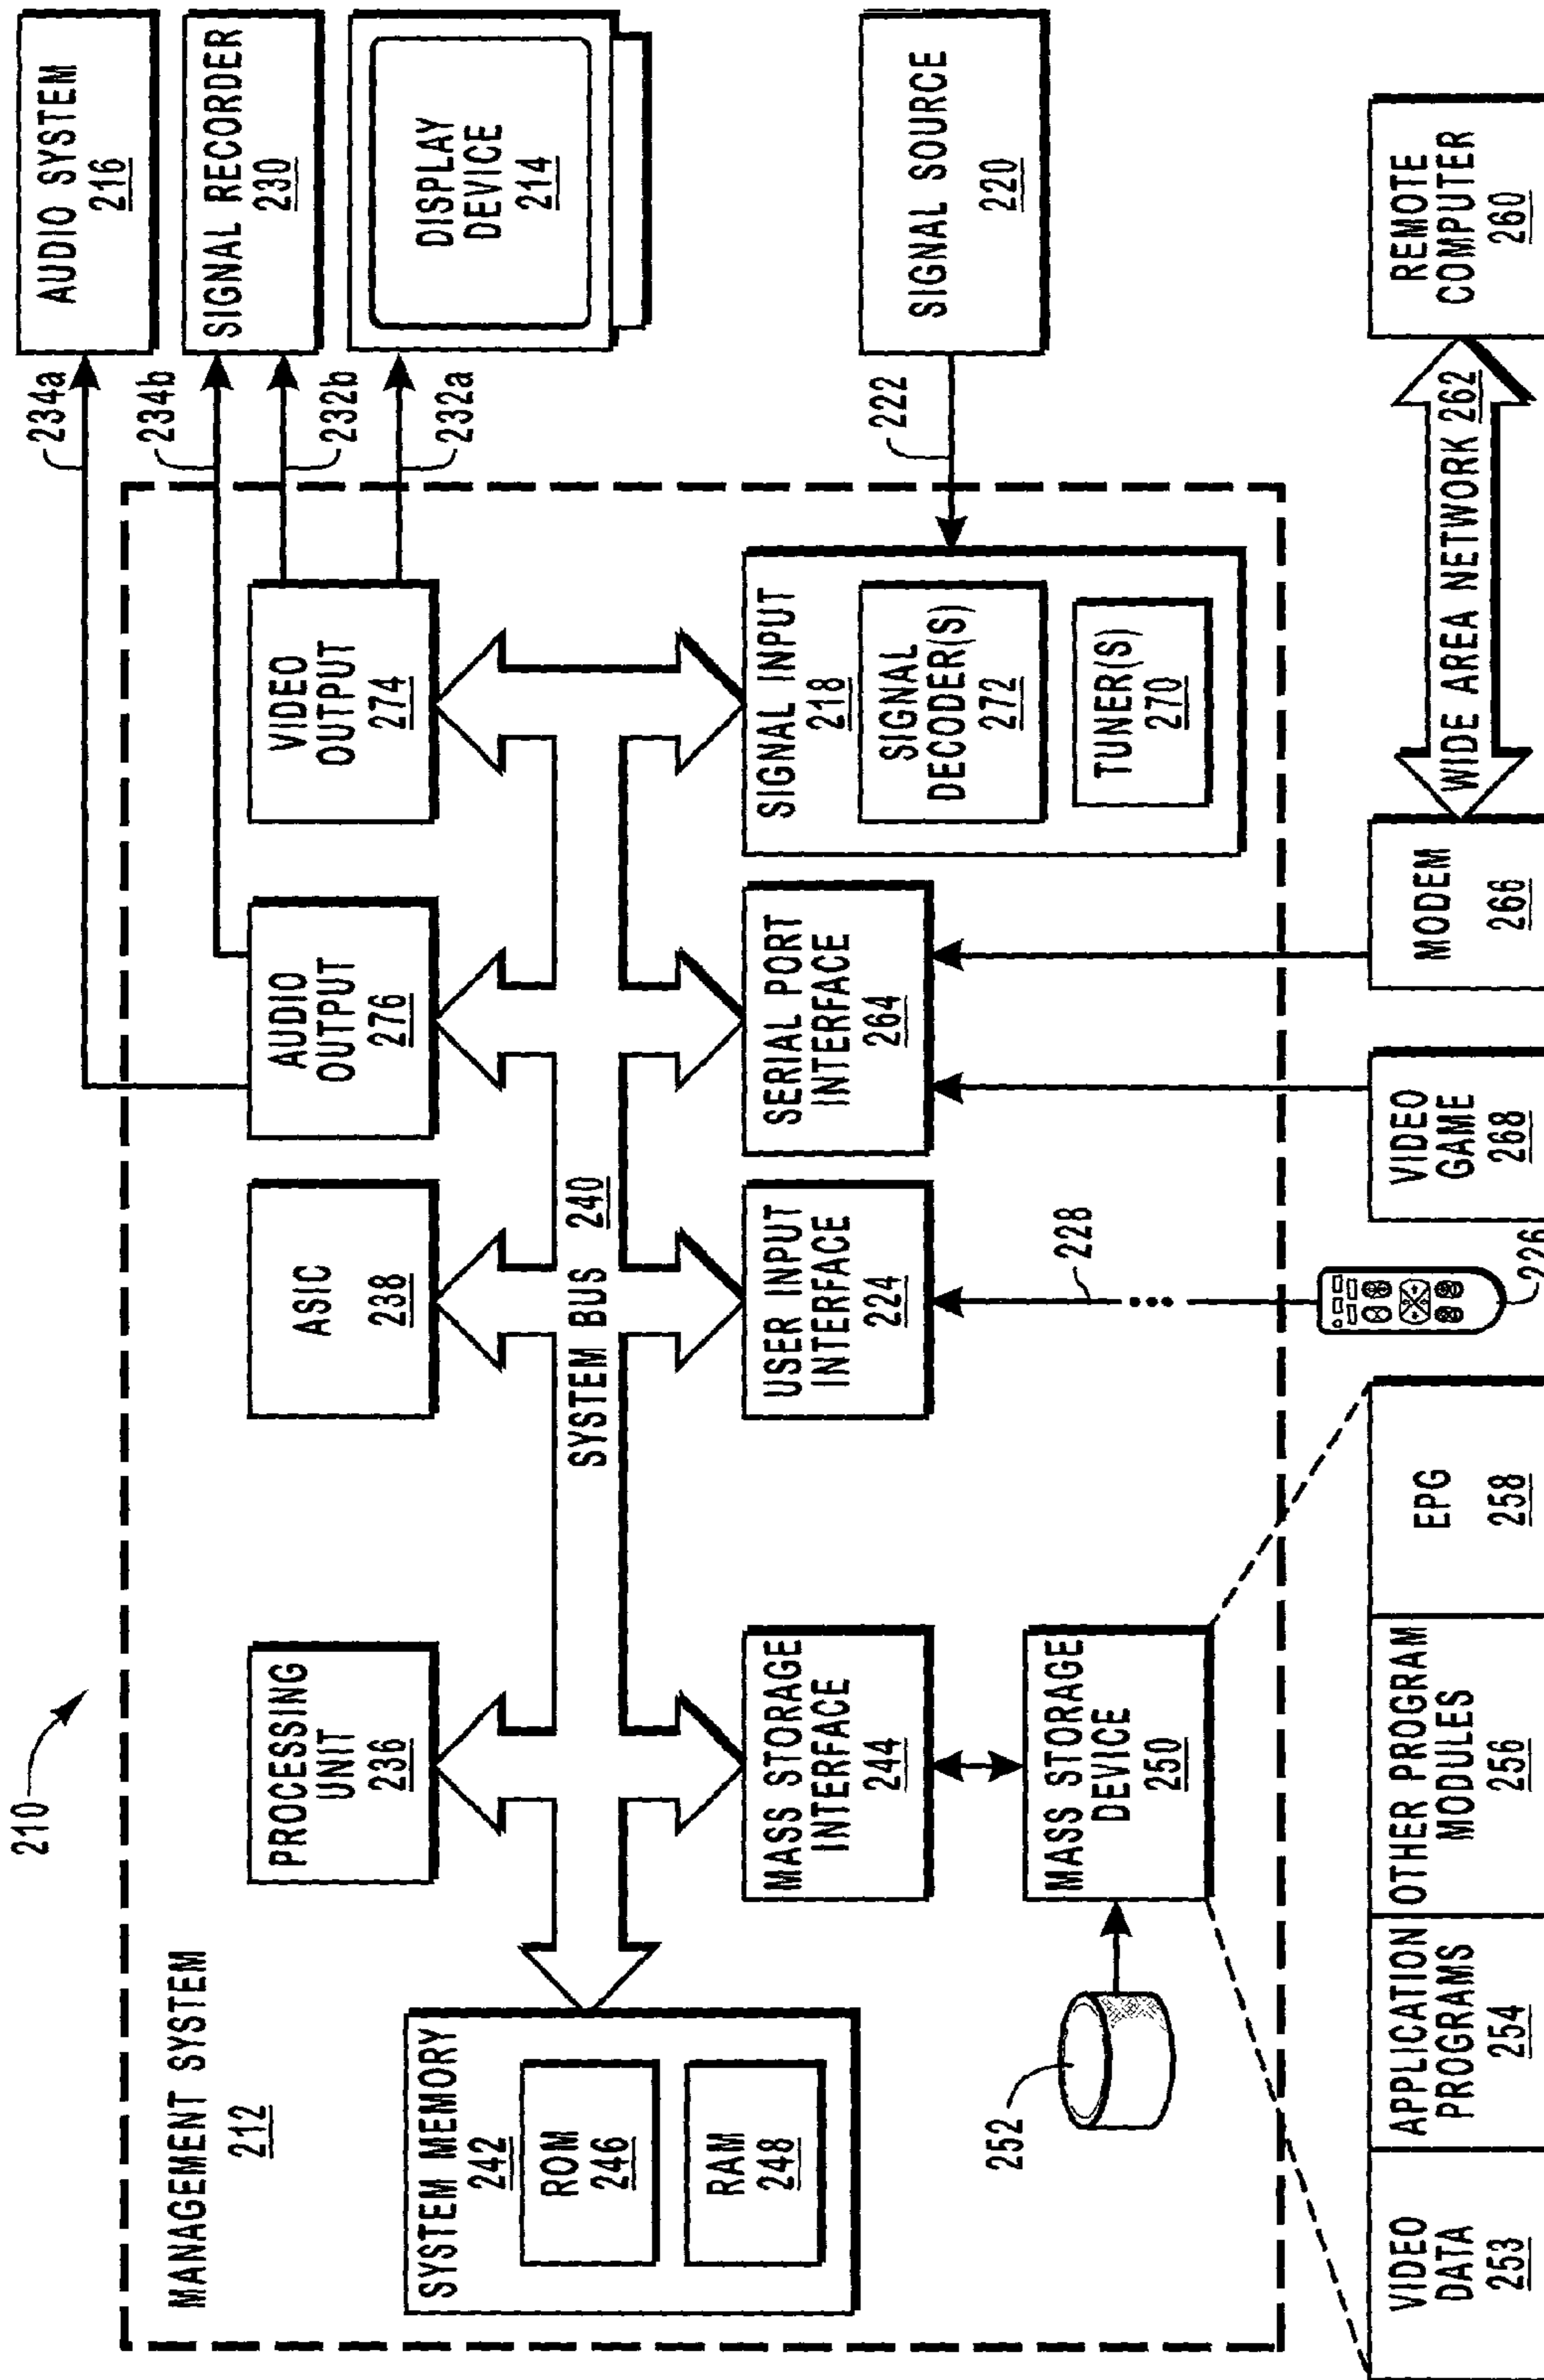 210
MANAGEMENT SYSTEM
212
SYSTEM MEMORY
242
ROM
246
RAM
248
PROCESSING
UNIT
236
ASIC
238
AUDIO
OUTPUT
276
VIDEO
OUTPUT
274
234a
234b
232b
232a
AUDIO SYSTEM
216
SIGNAL RECORDER
230
DISPLAY
DEVICE
214
SYSTEM BUS 240
MASS STORAGE
INTERFACE
244
USER INPUT
INTERFACE
224
SERIAL PORT
INTERFACE
264
SIGNAL INPUT
218
SIGNAL
DECODER(S)
272
TUNER(S)
270
222
SIGNAL SOURCE
220
252
MASS STORAGE
DEVICE
250
228
226
VIDEO
DATA
253
APPLICATION
PROGRAMS
254
OTHER PROGRAM
MODULES
256
EPG
258
VIDEO
GAME
268
MODEM
266
WIDE AREA NETWORK 262
REMOTE
COMPUTER
260